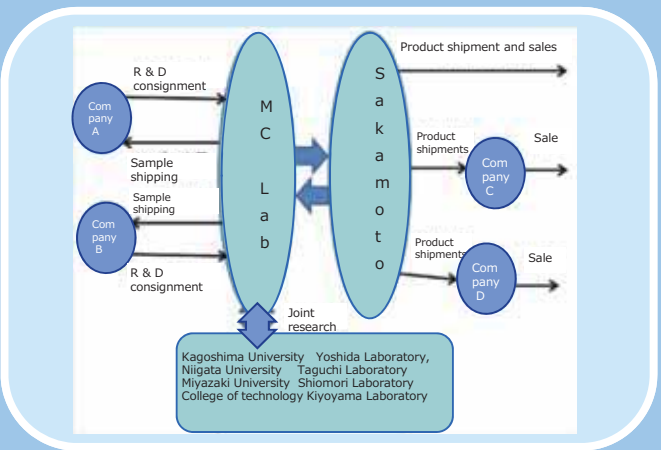 Product shipment and sales
R & D
consignment
Com
pany
A
Sample
shipping
Sample
shipping
Com
pany
B
R & D
consignment
M
C
L
a
b
S
a
k
a
m
o
t
o
Product
shipments
Com
pany
C
Sale
Product
shipments
Com
pany
D
Sale
Joint
research
Kagoshima University Yoshida Laboratory,
Niigata University Taguchi Laboratory
Miyazaki University Shiomori Laboratory
College of technology Kiyoyama Laboratory